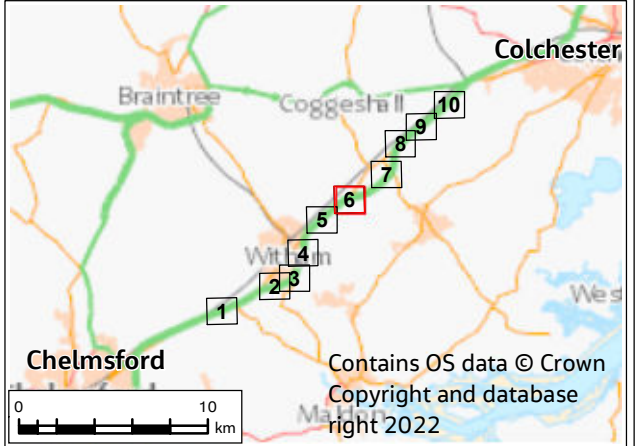 Colchester
Braintree
Coggeshall
10
9
8
7
6
5
4
3
2
1
Chelmsford
Contains OS data © Crown
Copyright and database
right 2022
0 10
km